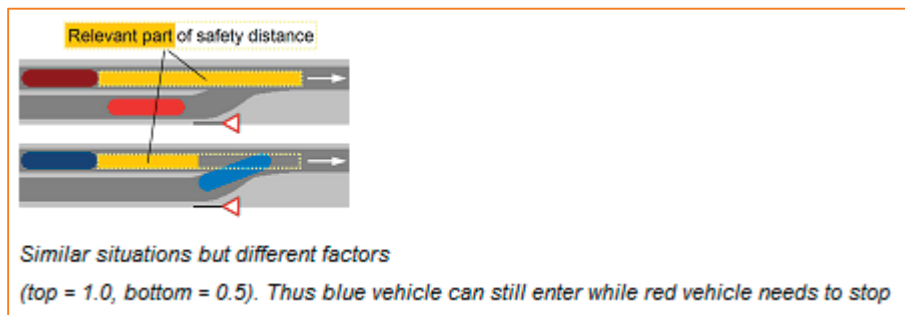 Relevant part of safety distance
Similar situations but different factors
(top = 1.0, bottom = 0.5). Thus blue vehicle can still enter while red vehicle needs to stop